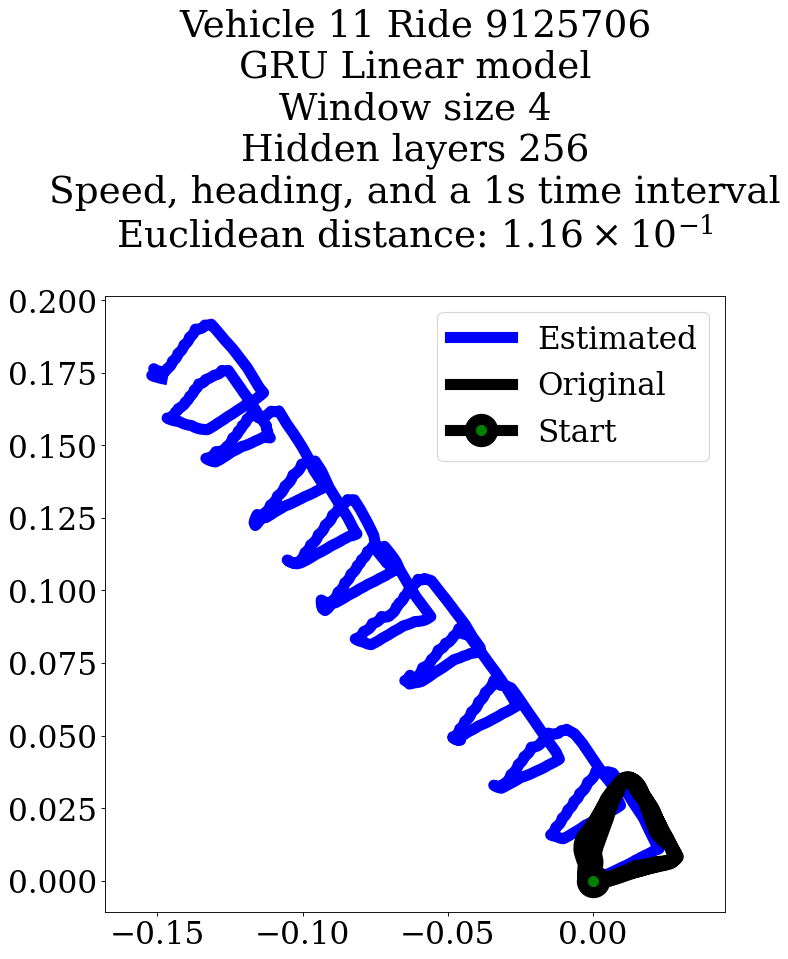 Vehicle 11 Ride 9125706
GRU Linear model
Window size 4
Hidden layers 256
Speed, heading, and a 1s time interval
Euclidean distance: $1.16 \times 10^{-1}$
Estimated
Original
Start
0.200
0.175
0.150
0.125
0.100
0.075
0.050
0.025
0.000
−0.15
−0.10
−0.05
0.00